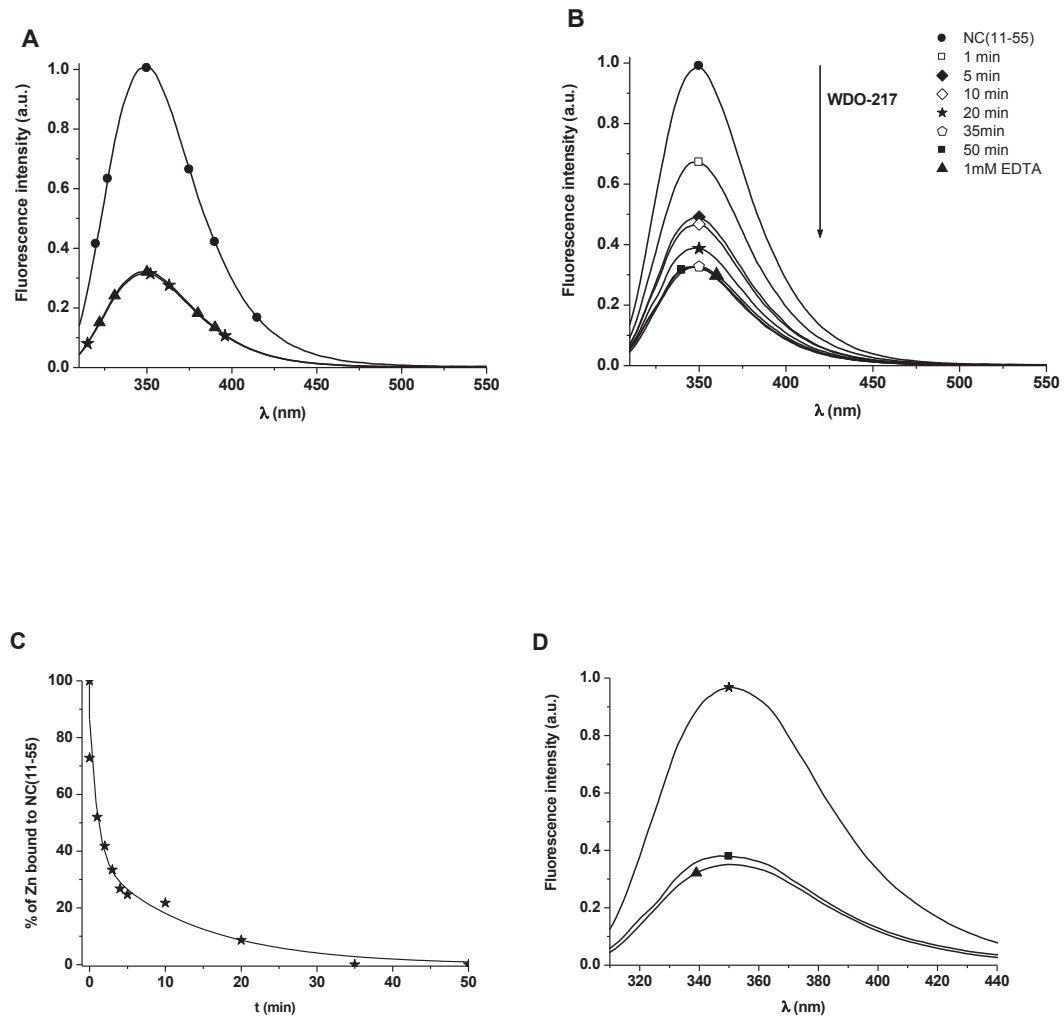 A
Fluorescence intensity (a.u.)
1.0
0.8
0.6
0.4
0.2
0.0
350
400
450
500
550
λ (nm)
B
Fluorescence intensity (a.u.)
1.0
0.8
0.6
0.4
0.2
0.0
350
400
450
500
550
λ (nm)
WDO-217
NC(11-55)
1 min
5 min
10 min
20 min
35min
50 min
1mM EDTA
C
% of Zn bound to NC(11-55)
100
80
60
40
20
0
0
10
20
30
40
50
t (min)
D
Fluorescence intensity (a.u.)
1.0
0.8
0.6
0.4
0.2
0.0
320
340
360
380
400
420
440
λ (nm)